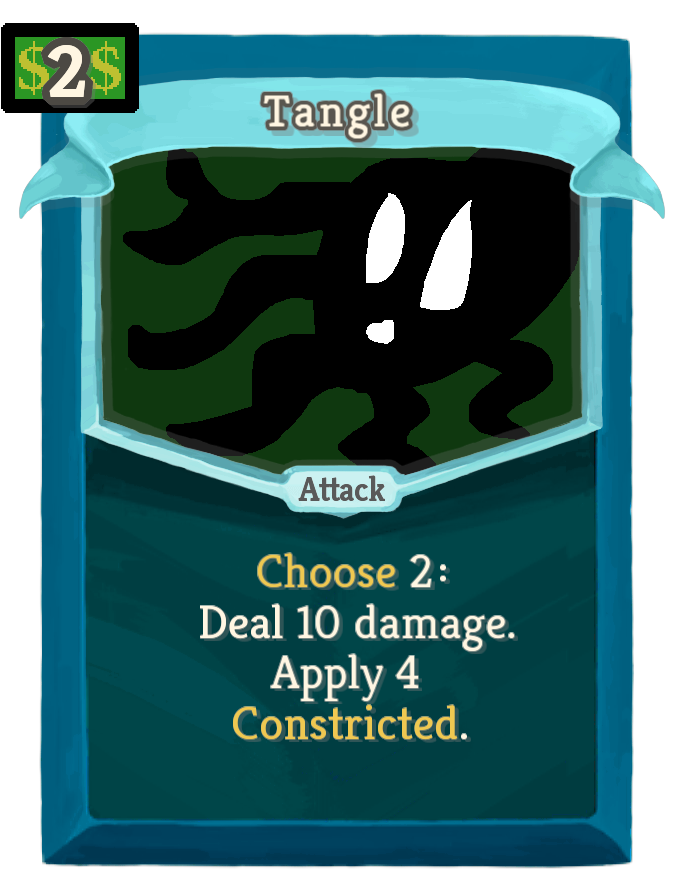 $2$
Tangle
Attack
Choose 2:
Deal 10 damage.
Apply 4
Constricted.